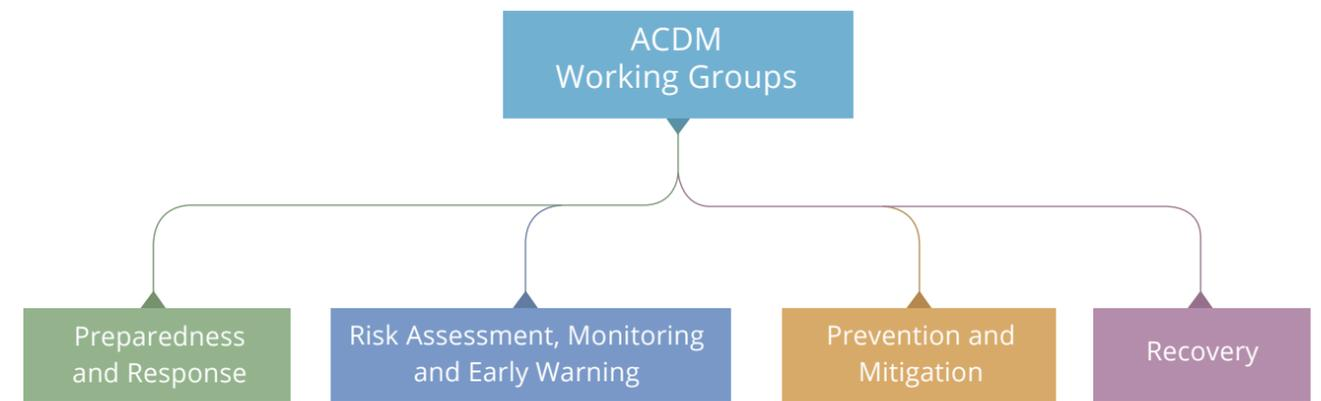 ACDM
Working Groups
Preparedness
and Response
Risk Assessment, Monitoring
and Early Warning
Prevention and
Mitigation
Recovery